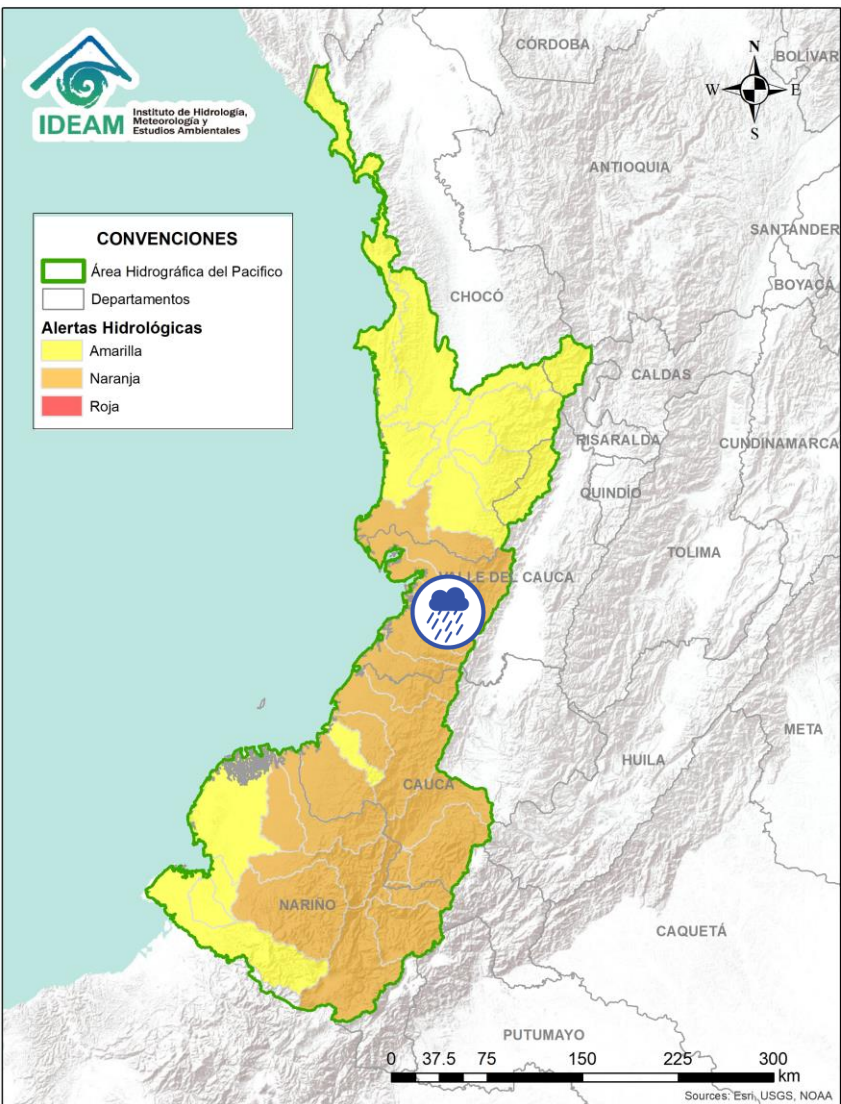 IDEAM
Instituto de Hidrología,
Meteorología y
Estudios Ambientales
CÓRDOBA
BOLÍVAR
N
W
E
S
ANTIOQUIA
SANTANDER
BOYACÁ
CONVENCIONES
Área Hidrográfica del Pacifico
Departamentos
Alertas Hidrológicas
Amarilla
Naranja
Roja
CHOCÓ
CALDAS
RISARALDA
CUNDINAMARCA
QUINDÍO
TOLIMA
VALLE DEL CAUCA
META
HUILA
CAUCA
NARIÑO
CAQUETÁ
PUTUMAYO
0 37.5 75 150 225 300
km
Sources: Esri, USGS, NOAA